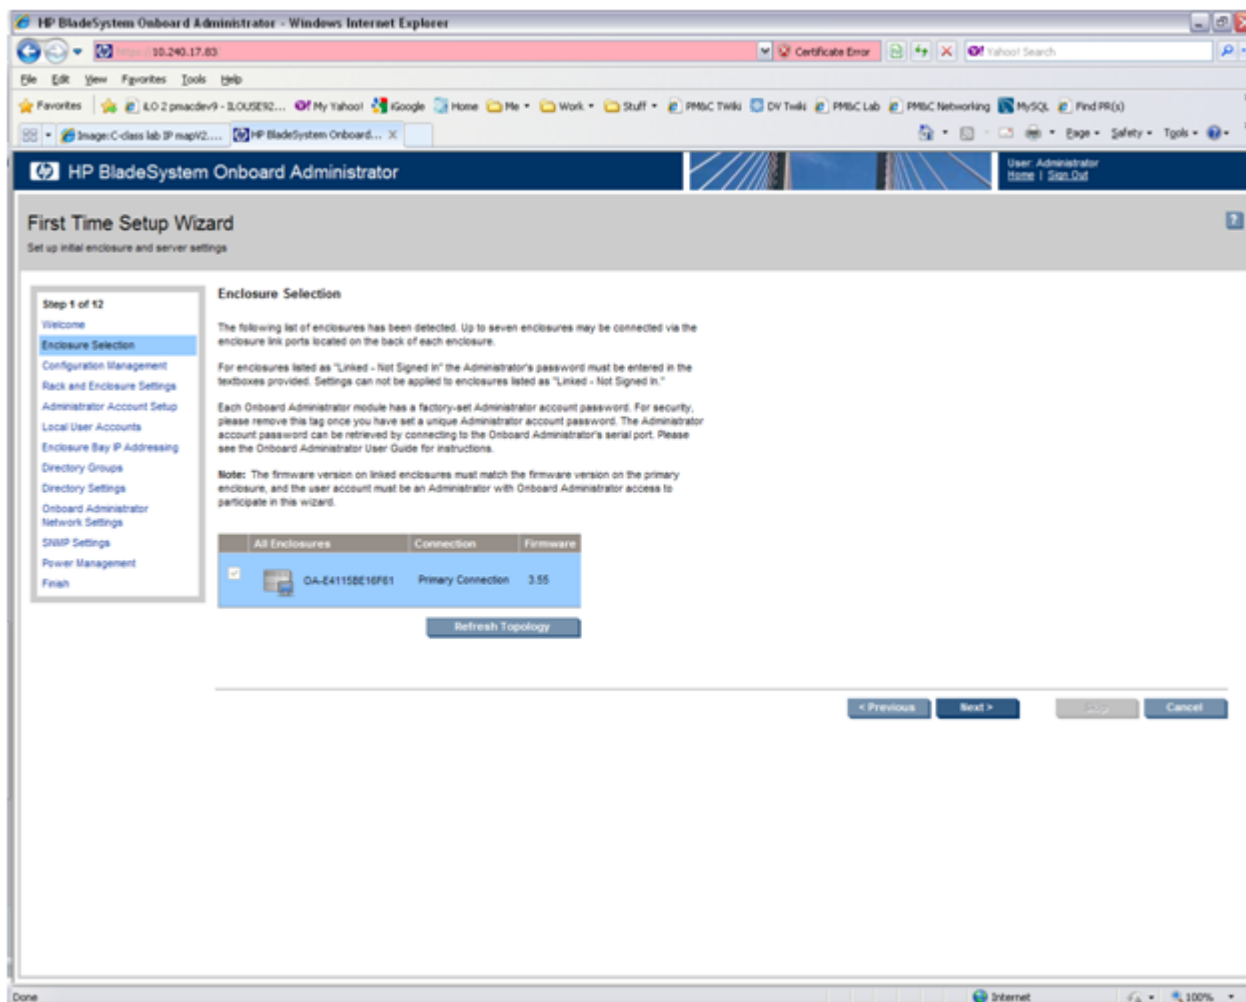 HP BladeSystem Onboard Administrator - Windows Internet Explorer
10.240.17.83
Certificate Error
Yahoo! Search
File Edit View Favorites Tools Help
Favorites
iLO 2 pmacdev9 -
My Yahoo!
iGoogle
Home
Me
Work
Stuff
PM&C TWiki
DV Twiki
PM&C Lab
PM&C Networking
MySQL
Find PR(s)
Image:C-class lab IP mapV2....
HP BladeSystem Onboard...
Page
Safety
Tools
HP BladeSystem Onboard Administrator
User: Administrator
Home | Sign Out
First Time Setup Wizard
Set up initial enclosure and server settings
Step 1 of 12
Welcome
Enclosure Selection
Configuration Management
Rack and Enclosure Settings
Administrator Account Setup
Local User Accounts
Enclosure Bay IP Addressing
Directory Groups
Directory Settings
Onboard Administrator
Network Settings
SNMP Settings
Power Management
Finish
Enclosure Selection
The following list of enclosures has been detected. Up to seven enclosures may be connected via the
enclosure link ports located on the back of each enclosure.
For enclosures listed as "Linked - Not Signed In" the Administrator's password must be entered in the
textboxes provided. Settings can not be applied to enclosures listed as "Linked - Not Signed In."
Each Onboard Administrator module has a factory-set Administrator account password. For security,
please remove this tag once you have set a unique Administrator account password. The Administrator
account password can be retrieved by connecting to the Onboard Administrator's serial port. Please
see the Onboard Administrator User Guide for instructions.
Note: The firmware version on linked enclosures must match the firmware version on the primary
enclosure, and the user account must be an Administrator with Onboard Administrator access to
participate in this wizard.
All Enclosures Connection Firmware
OA-E4115BE16F61 Primary Connection 3.55
Refresh Topology
< Previous
Next >
Skip
Cancel
Done
Internet
100%